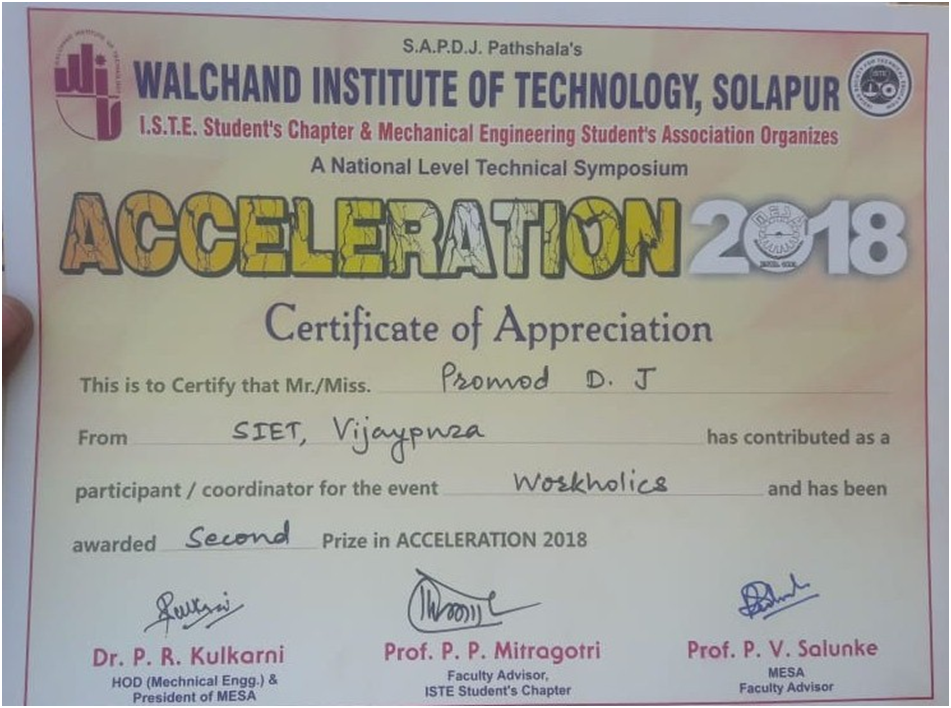 S.A.P.D.J. Pathshala's
WALCHAND INSTITUTE OF TECHNOLOGY, SOLAPUR
I.S.T.E. Student's Chapter & Mechanical Engineering Student's Association Organizes
A National Level Technical Symposium
ACCELERATION 2018
Certificate of Appreciation
This is to Certify that Mr./Miss. Promod D. J
From SIET, Vijaypura has contributed as a
participant / coordinator for the event Workholics and has been
awarded Second Prize in ACCELERATION 2018
Dr. P. R. Kulkarni Prof. P. P. Mitragotri Prof. P. V. Salunke
HOD (Mechnical Engg.) & Faculty Advisor, MESA
President of MESA ISTE Student's Chapter Faculty Advisor